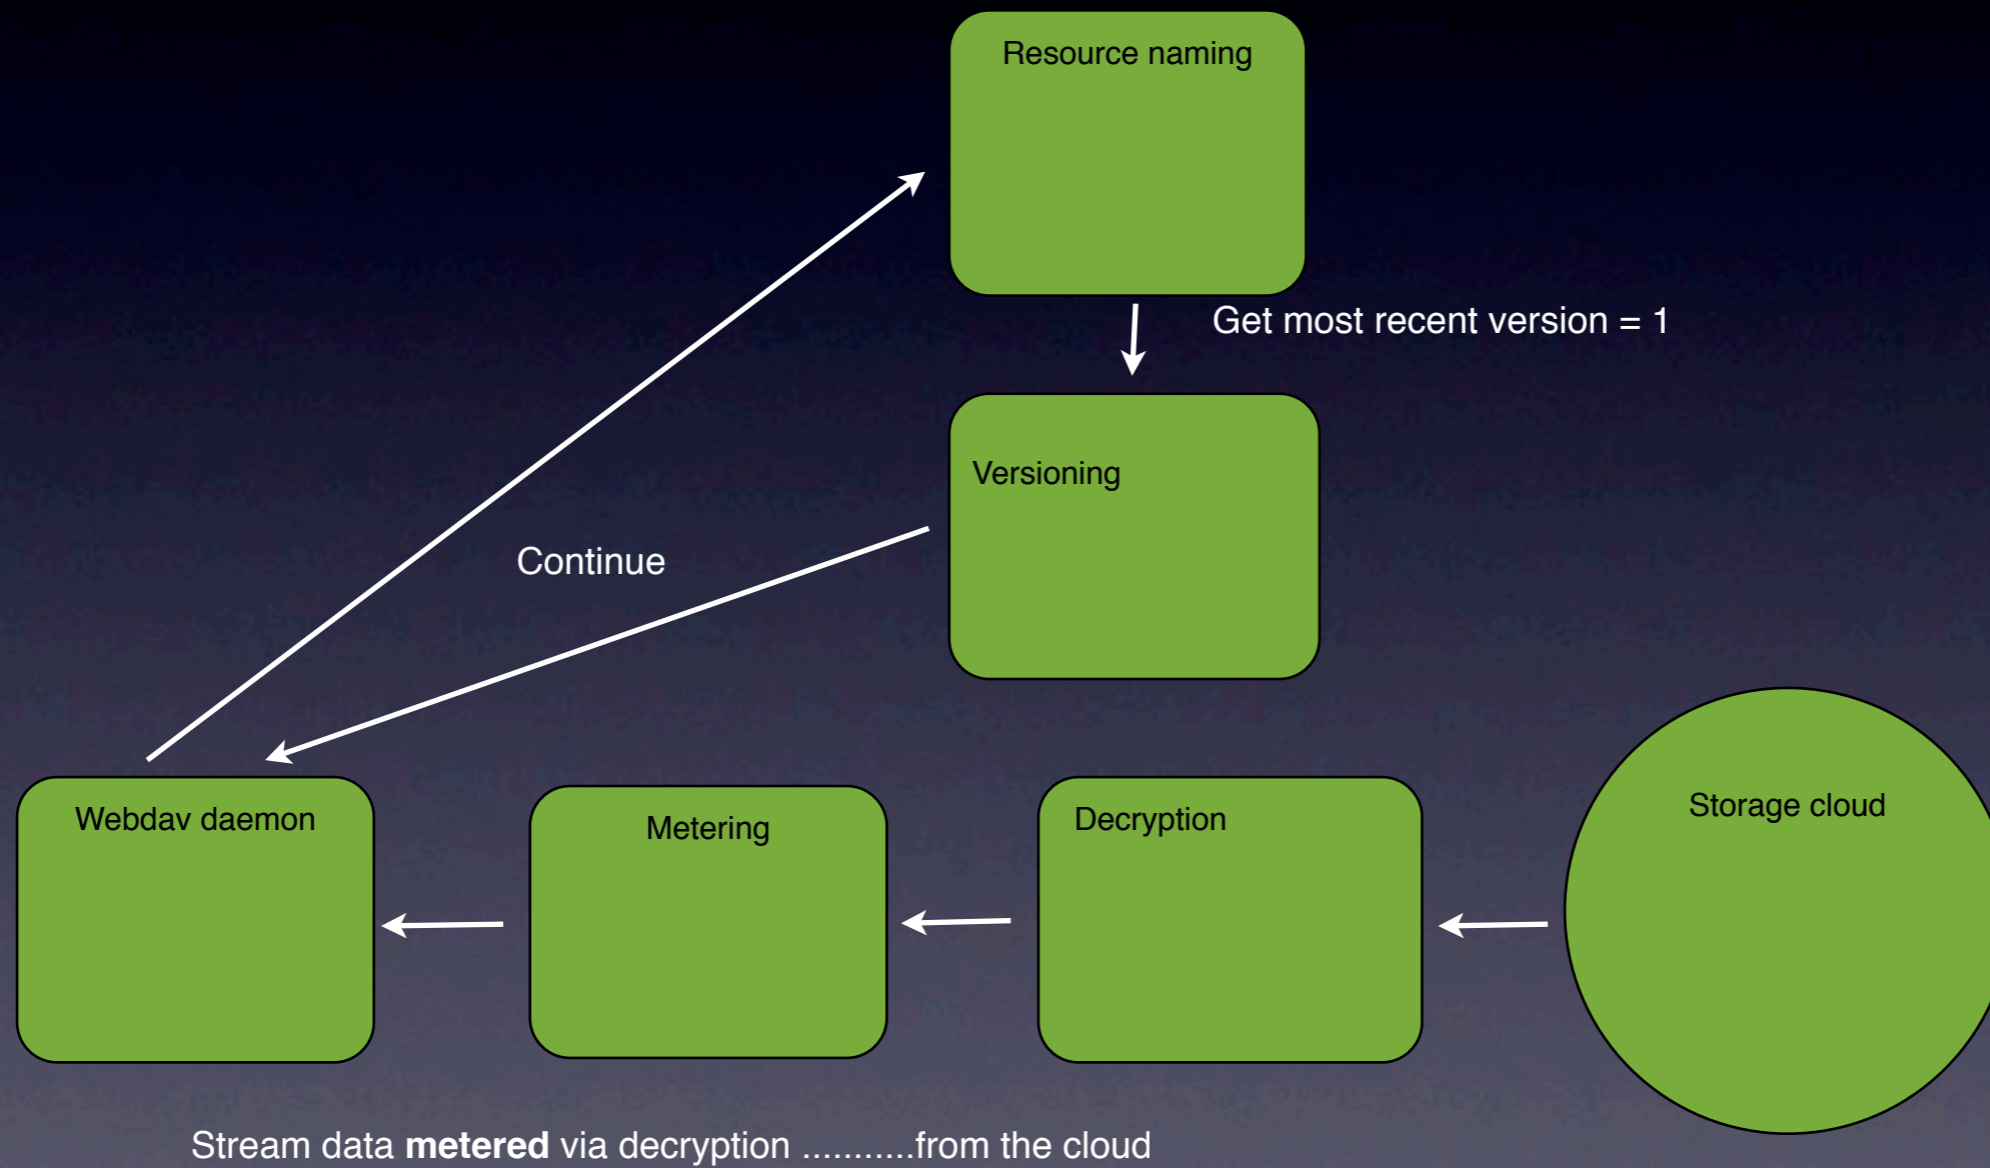 Resource naming
Get most recent version = 1
Versioning
Continue
Webdav daemon
Metering
Decryption
Storage cloud
Stream data metered via decryption ...........from the cloud